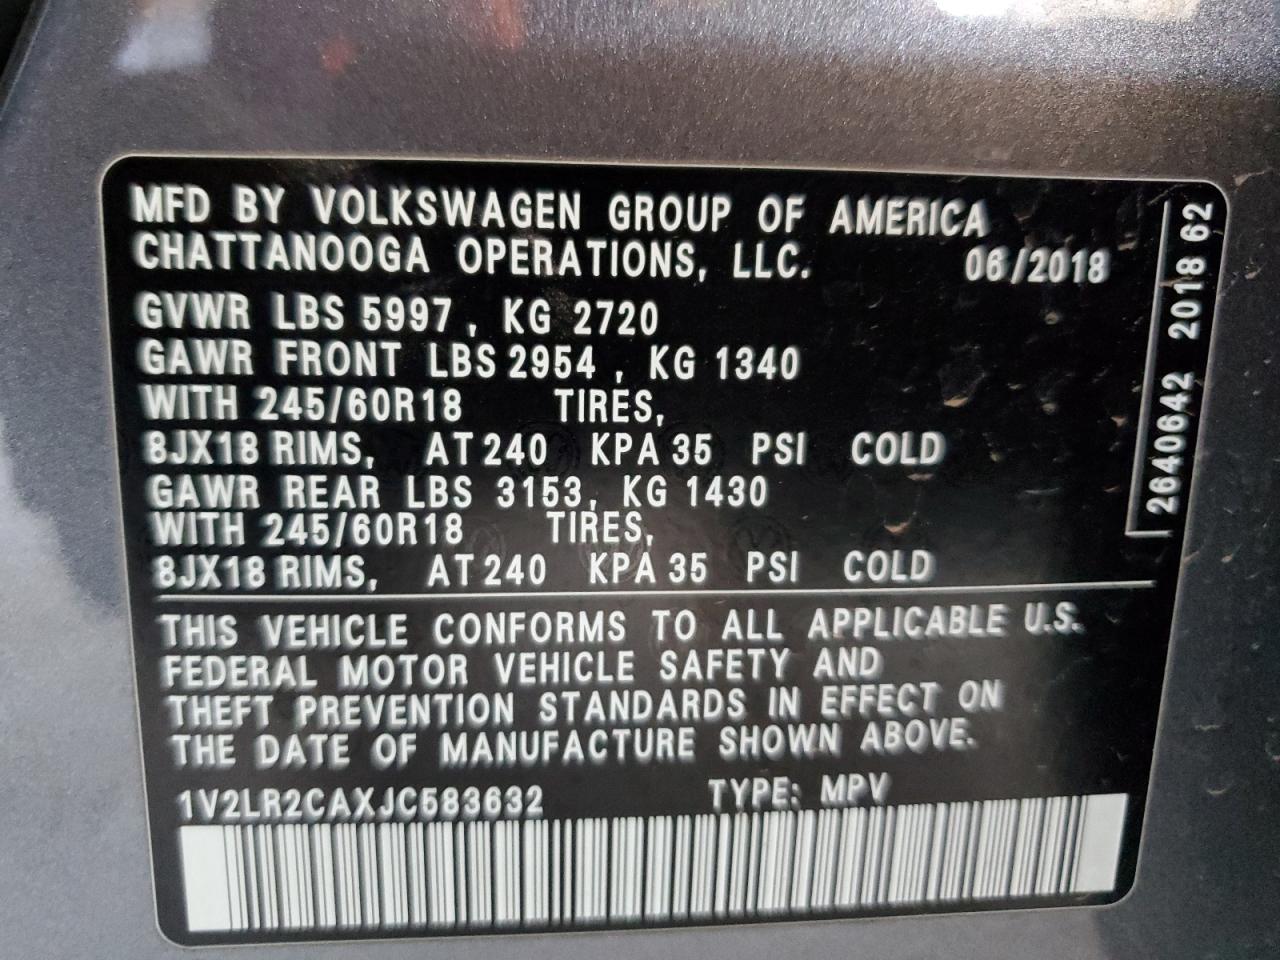 MFD BY VOLKSWAGEN GROUP OF AMERICA
CHATTANOOGA OPERATIONS, LLC. 06/2018
GVWR LBS 5997 , KG 2720
GAWR FRONT LBS 2954 , KG 1340
WITH 245/60R18 TIRES,
8JX18 RIMS, AT 240 KPA 35 PSI COLD
GAWR REAR LBS 3153, KG 1430
WITH 245/60R18 TIRES,
8JX18 RIMS, AT 240 KPA 35 PSI COLD
THIS VEHICLE CONFORMS TO ALL APPLICABLE U.S.
FEDERAL MOTOR VEHICLE SAFETY AND
THEFT PREVENTION STANDARDS IN EFFECT ON
THE DATE OF MANUFACTURE SHOWN ABOVE.
1V2LR2CAXJC583632 TYPE: MPV
2640642 2018 62